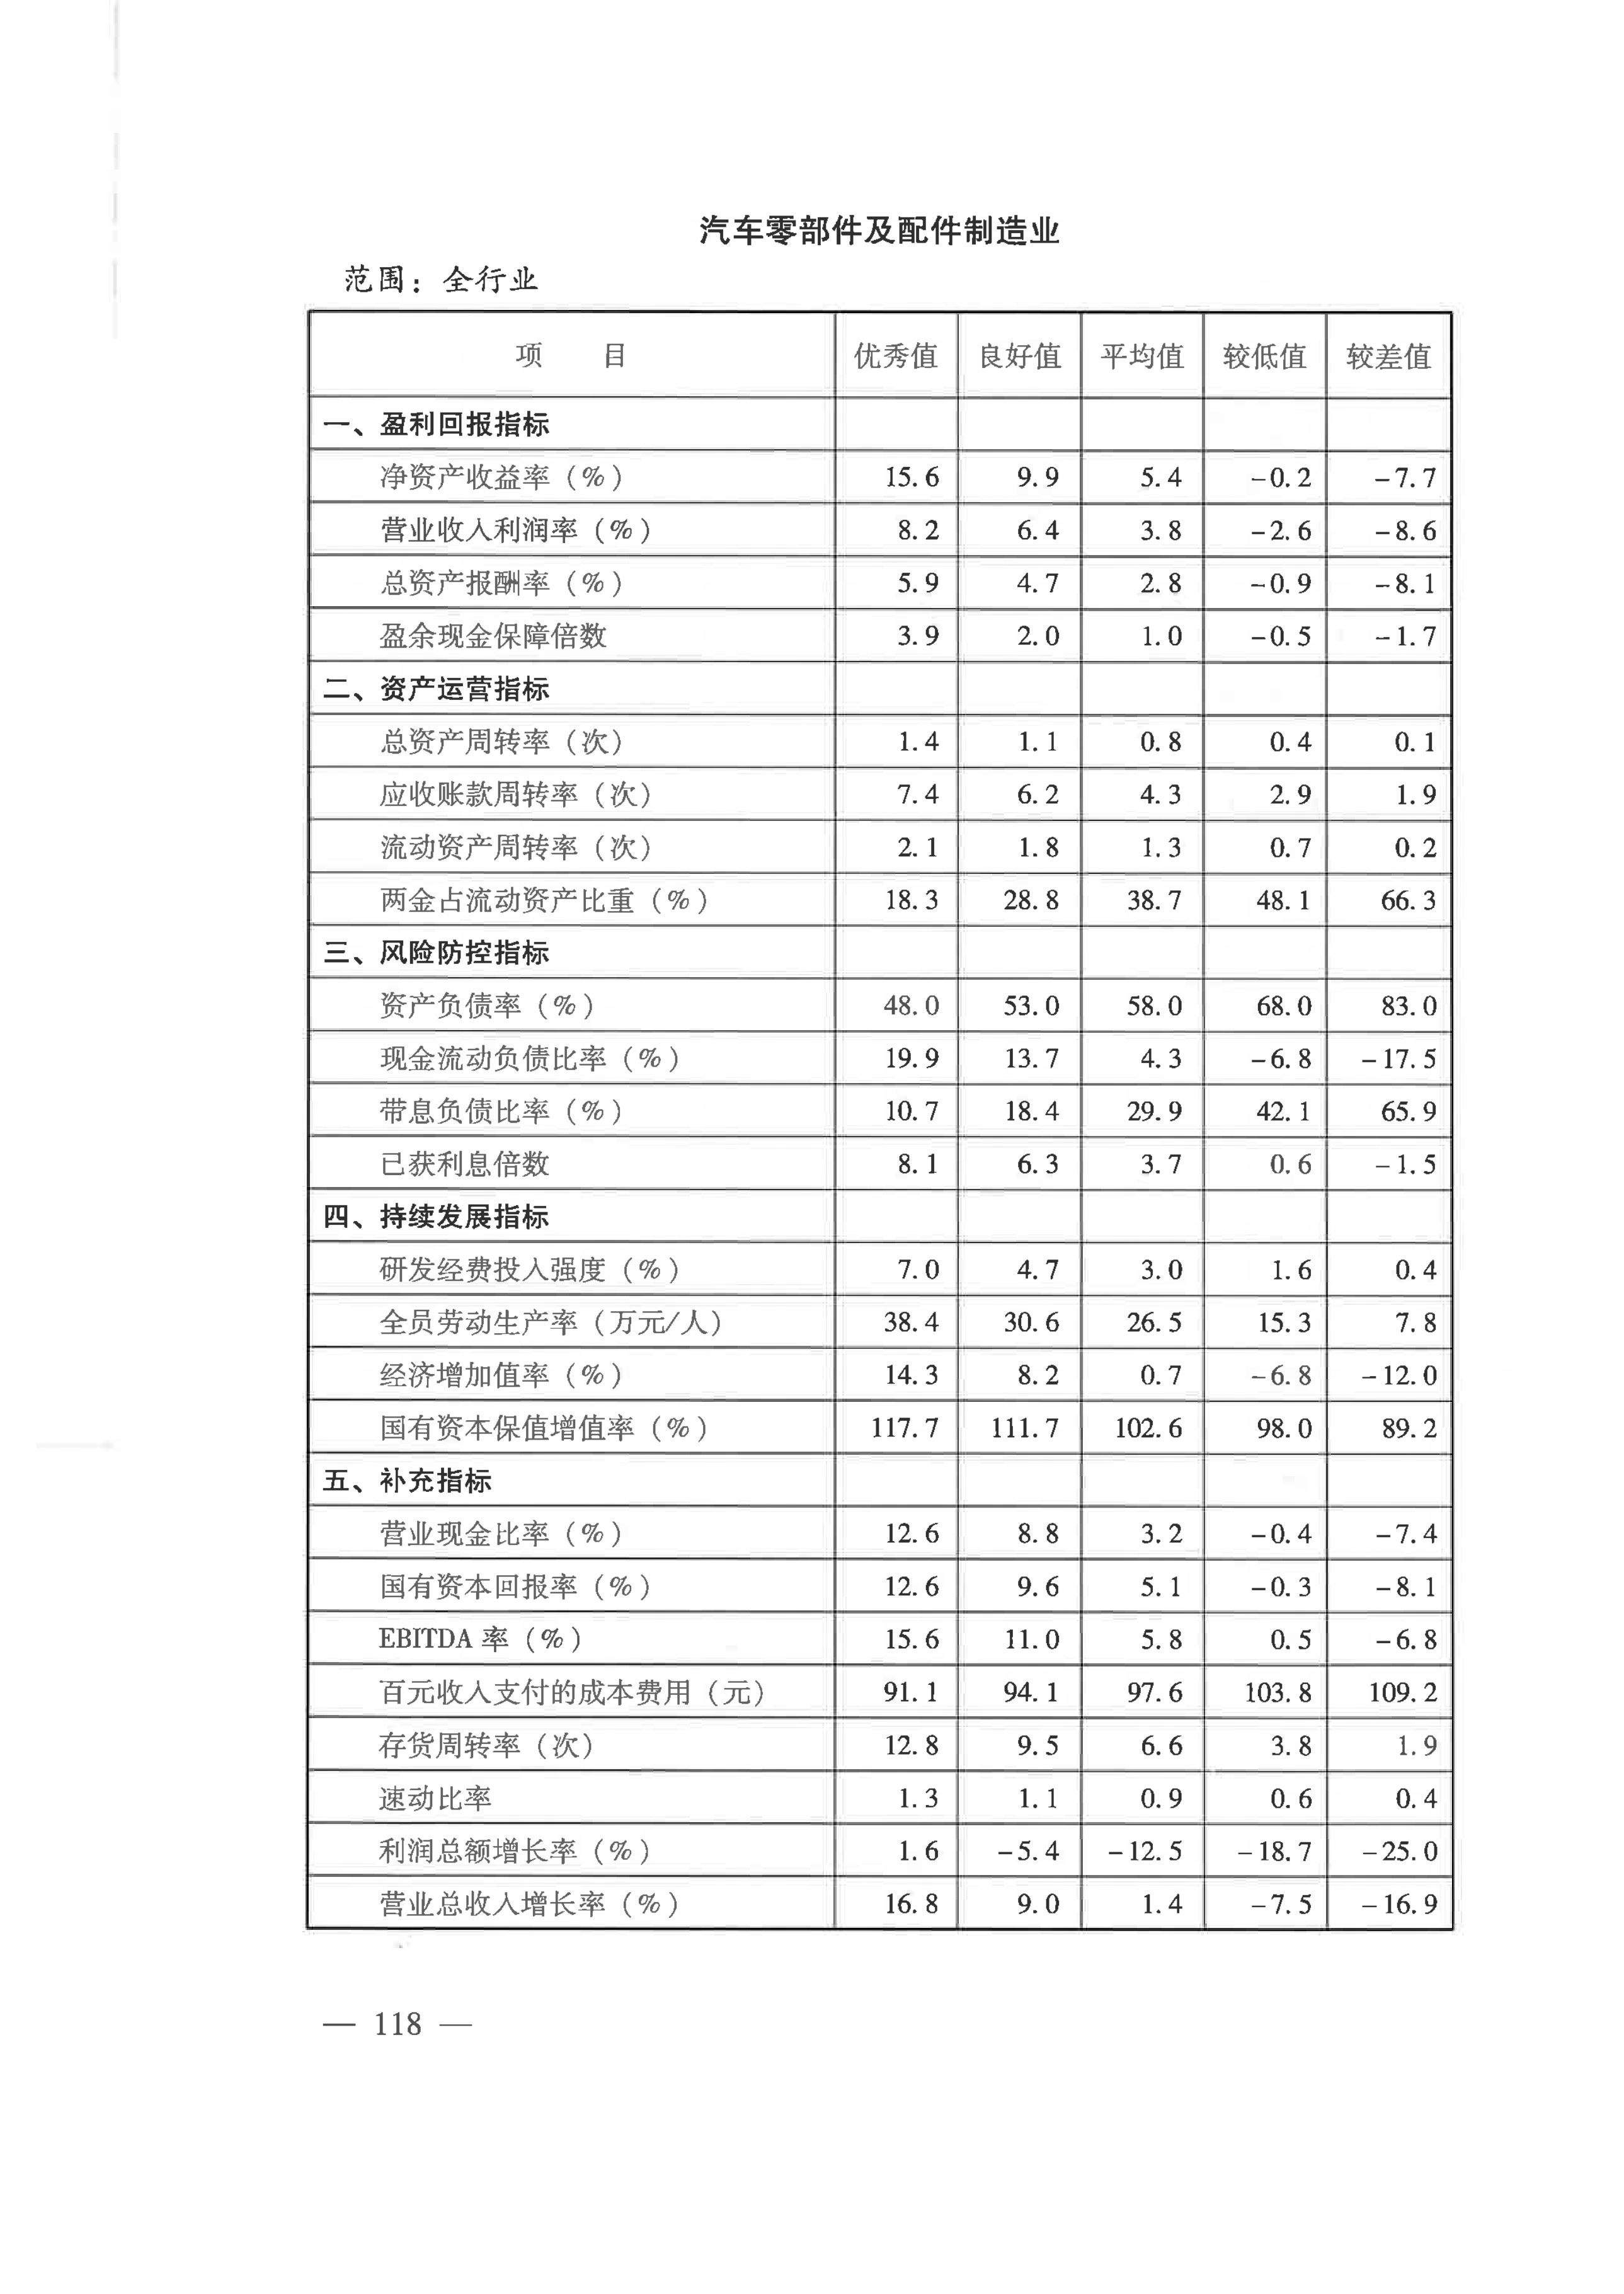 汽车零部件及配件制造业
范围：全行业
项 目 优秀值 良好值 平均值 较低值 较差值
一、盈利回报指标
净资产收益率（%） 15.6 9.9 5.4 -0.2 -7.7
营业收入利润率（%） 8.2 6.4 3.8 -2.6 -8.6
总资产报酬率（%） 5.9 4.7 2.8 -0.9 -8.1
盈余现金保障倍数 3.9 2.0 1.0 -0.5 -1.7
二、资产运营指标
总资产周转率（次） 1.4 1.1 0.8 0.4 0.1
应收账款周转率（次） 7.4 6.2 4.3 2.9 1.9
流动资产周转率（次） 2.1 1.8 1.3 0.7 0.2
两金占流动资产比重（%） 18.3 28.8 38.7 48.1 66.3
三、风险防控指标
资产负债率（%） 48.0 53.0 58.0 68.0 83.0
现金流动负债比率（%） 19.9 13.7 4.3 -6.8 -17.5
带息负债比率（%） 10.7 18.4 29.9 42.1 65.9
已获利息倍数 8.1 6.3 3.7 0.6 -1.5
四、持续发展指标
研发经费投入强度（%） 7.0 4.7 3.0 1.6 0.4
全员劳动生产率（万元/人） 38.4 30.6 26.5 15.3 7.8
经济增加值率（%） 14.3 8.2 0.7 -6.8 -12.0
国有资本保值增值率（%） 117.7 111.7 102.6 98.0 89.2
五、补充指标
营业现金比率（%） 12.6 8.8 3.2 -0.4 -7.4
国有资本回报率（%） 12.6 9.6 5.1 -0.3 -8.1
EBITDA 率（%） 15.6 11.0 5.8 0.5 -6.8
百元收入支付的成本费用（元） 91.1 94.1 97.6 103.8 109.2
存货周转率（次） 12.8 9.5 6.6 3.8 1.9
速动比率 1.3 1.1 0.9 0.6 0.4
利润总额增长率（%） 1.6 -5.4 -12.5 -18.7 -25.0
营业总收入增长率（%） 16.8 9.0 1.4 -7.5 -16.9
— 118 —